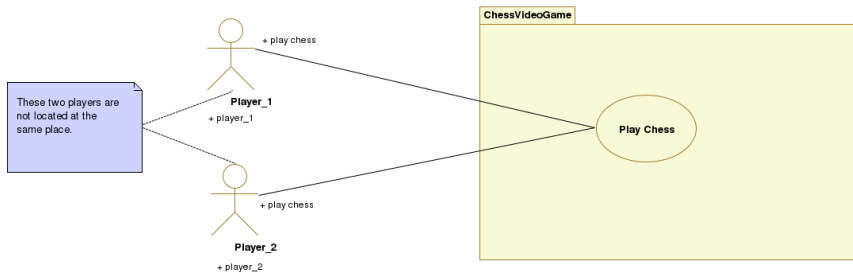 ChessVideoGame
+ play chess
These two players are
not located at the
same place.
Player_1
+ player_1
Play Chess
+ play chess
Player_2
+ player_2